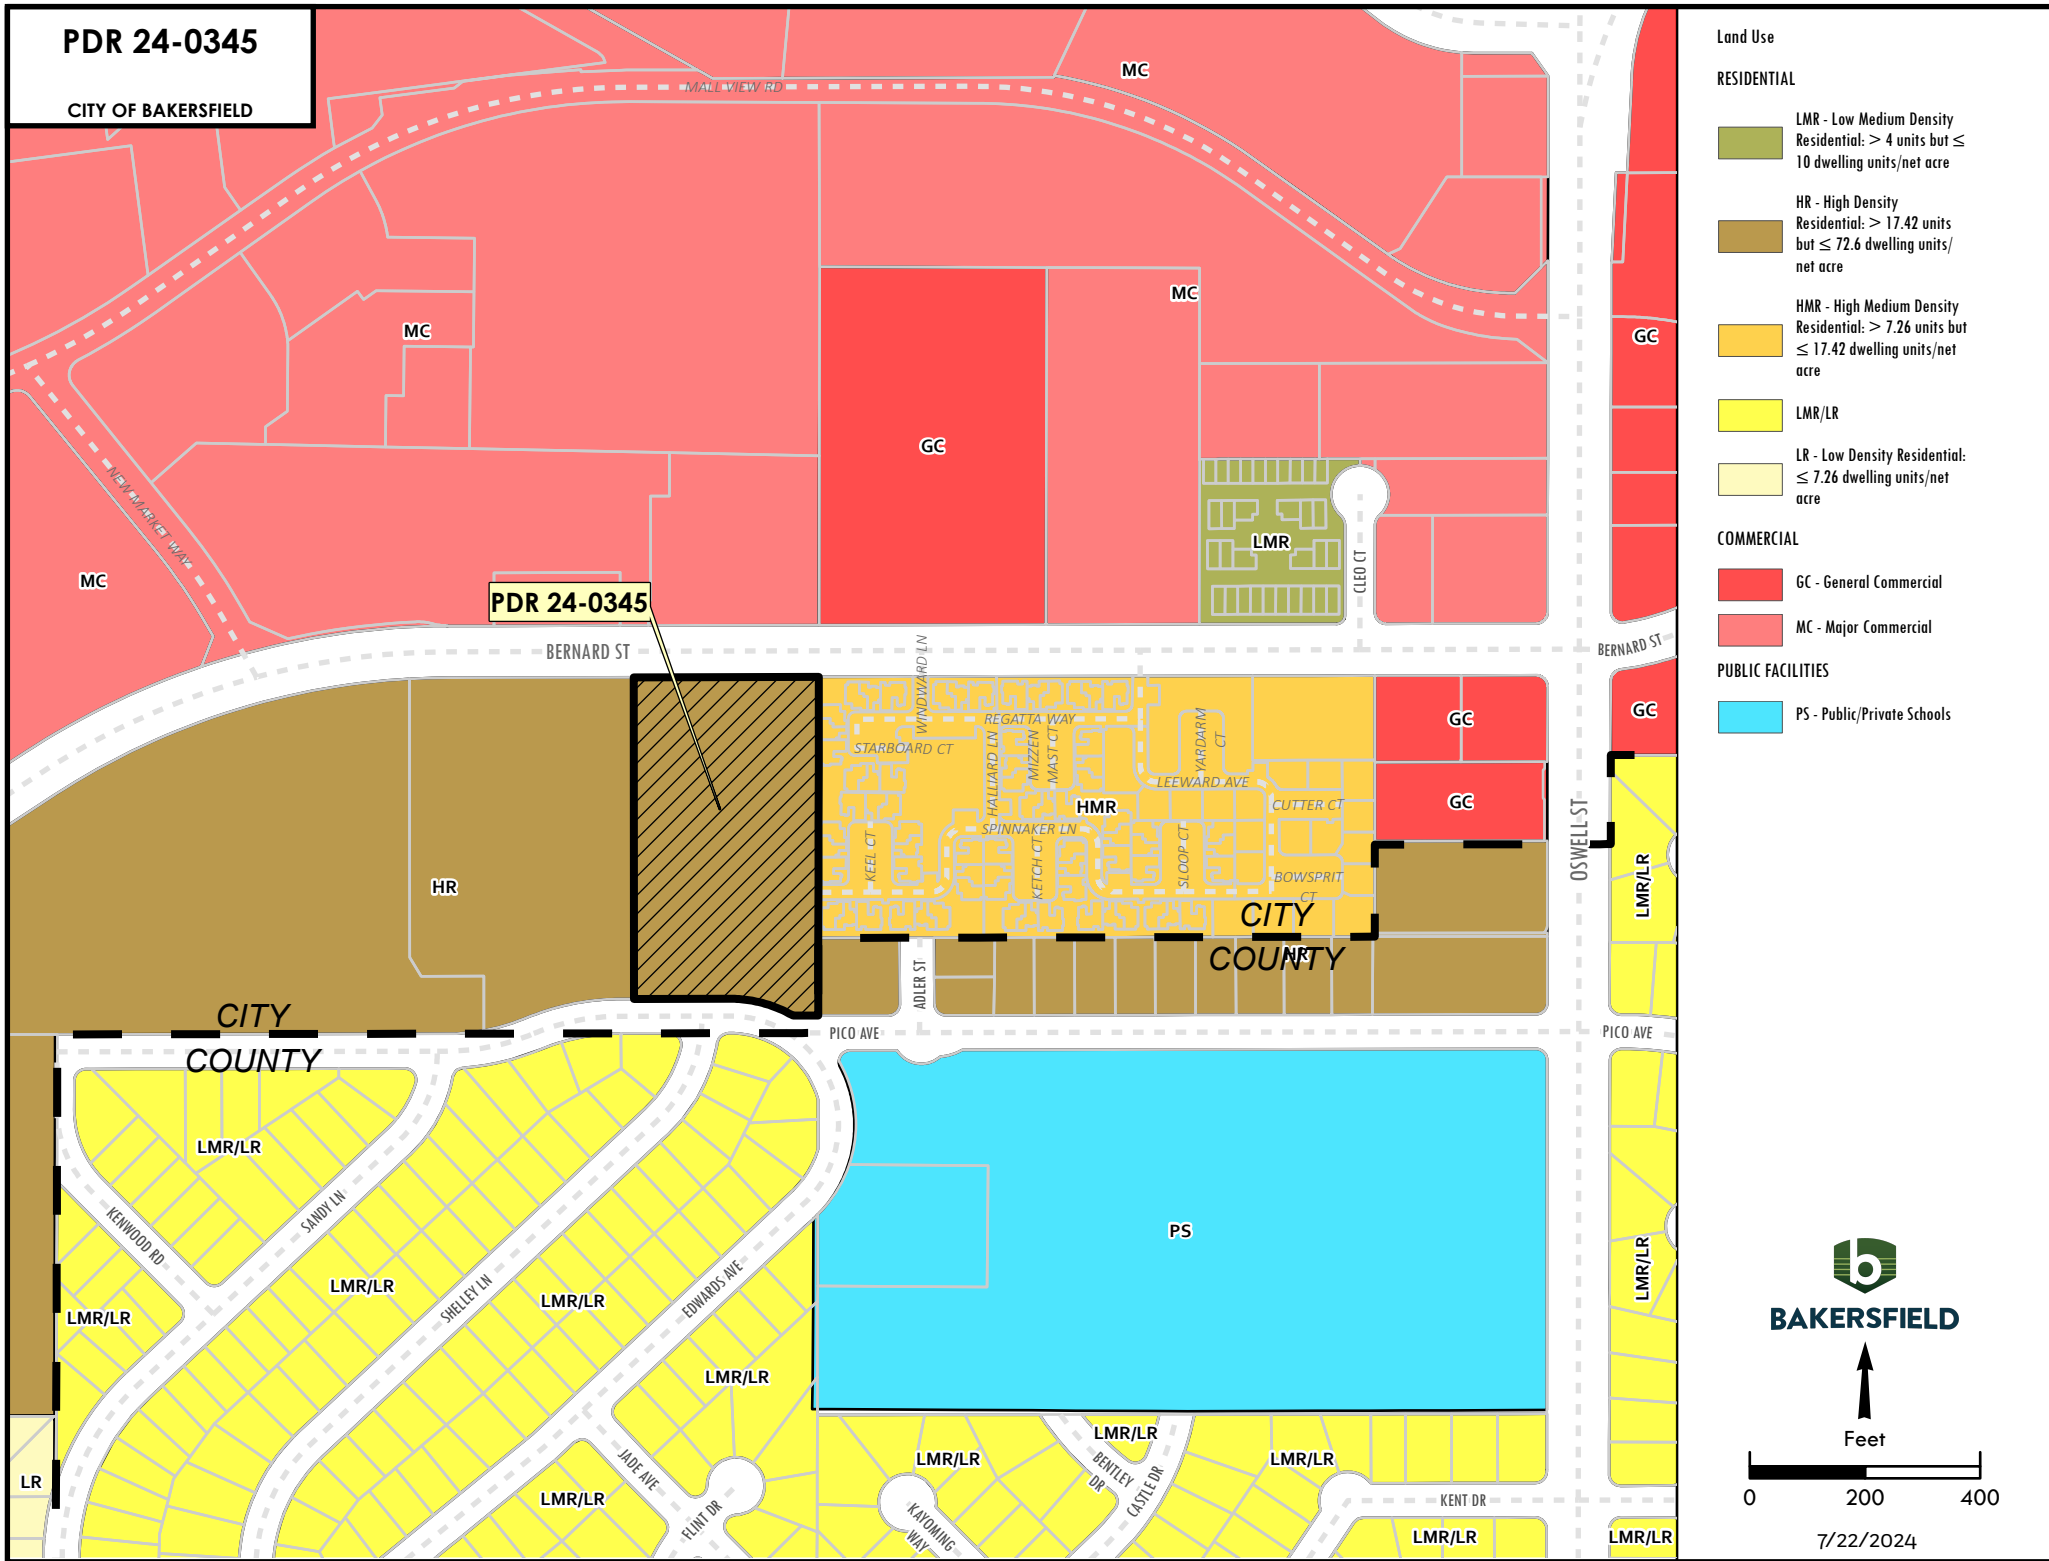 PDR 24-0345
CITY OF BAKERSFIELD
MC
MALL VIEW RD
MC
MC
GC
GC
NEW MARKET WAY
MC
LMR
CLEO CT
PDR 24-0345
BERNARD ST
BERNARD ST
WINDWARD LN
REGATTA WAY
STARBOARD CT
HALLIARD LN
MIZZEN
MAST CT
YARDARM
CT
LEEWARD AVE
HMR
CUTTER CT
SPINNAKER LN
KEEL CT
KETCH CT
SLOOP CT
BOWSPRIT
CT
GC
GC
GC
OSWELL ST
LMR/LR
HR
CITY
COUNTY
HR
ADLER ST
CITY
COUNTY
PICO AVE
PICO AVE
LMR/LR
KENWOOD RD
SANDY LN
LMR/LR
LMR/LR
SHELLEY LN
LMR/LR
EDWARDS AVE
PS
LMR/LR
LMR/LR
LR
LMR/LR
JADE AVE
FLINT DR
LMR/LR
KAYOMING
WAY
LMR/LR
BENTLEY
DR
CASTLE DR
LMR/LR
KENT DR
LMR/LR
LMR/LR
Land Use
RESIDENTIAL
LMR - Low Medium Density
Residential: > 4 units but ≤
10 dwelling units/net acre
HR - High Density
Residential: > 17.42 units
but ≤ 72.6 dwelling units/
net acre
HMR - High Medium Density
Residential: > 7.26 units but
≤ 17.42 dwelling units/net
acre
LMR/LR
LR - Low Density Residential:
≤ 7.26 dwelling units/net
acre
COMMERCIAL
GC - General Commercial
MC - Major Commercial
PUBLIC FACILITIES
PS - Public/Private Schools
b
BAKERSFIELD
Feet
0 200 400
7/22/2024